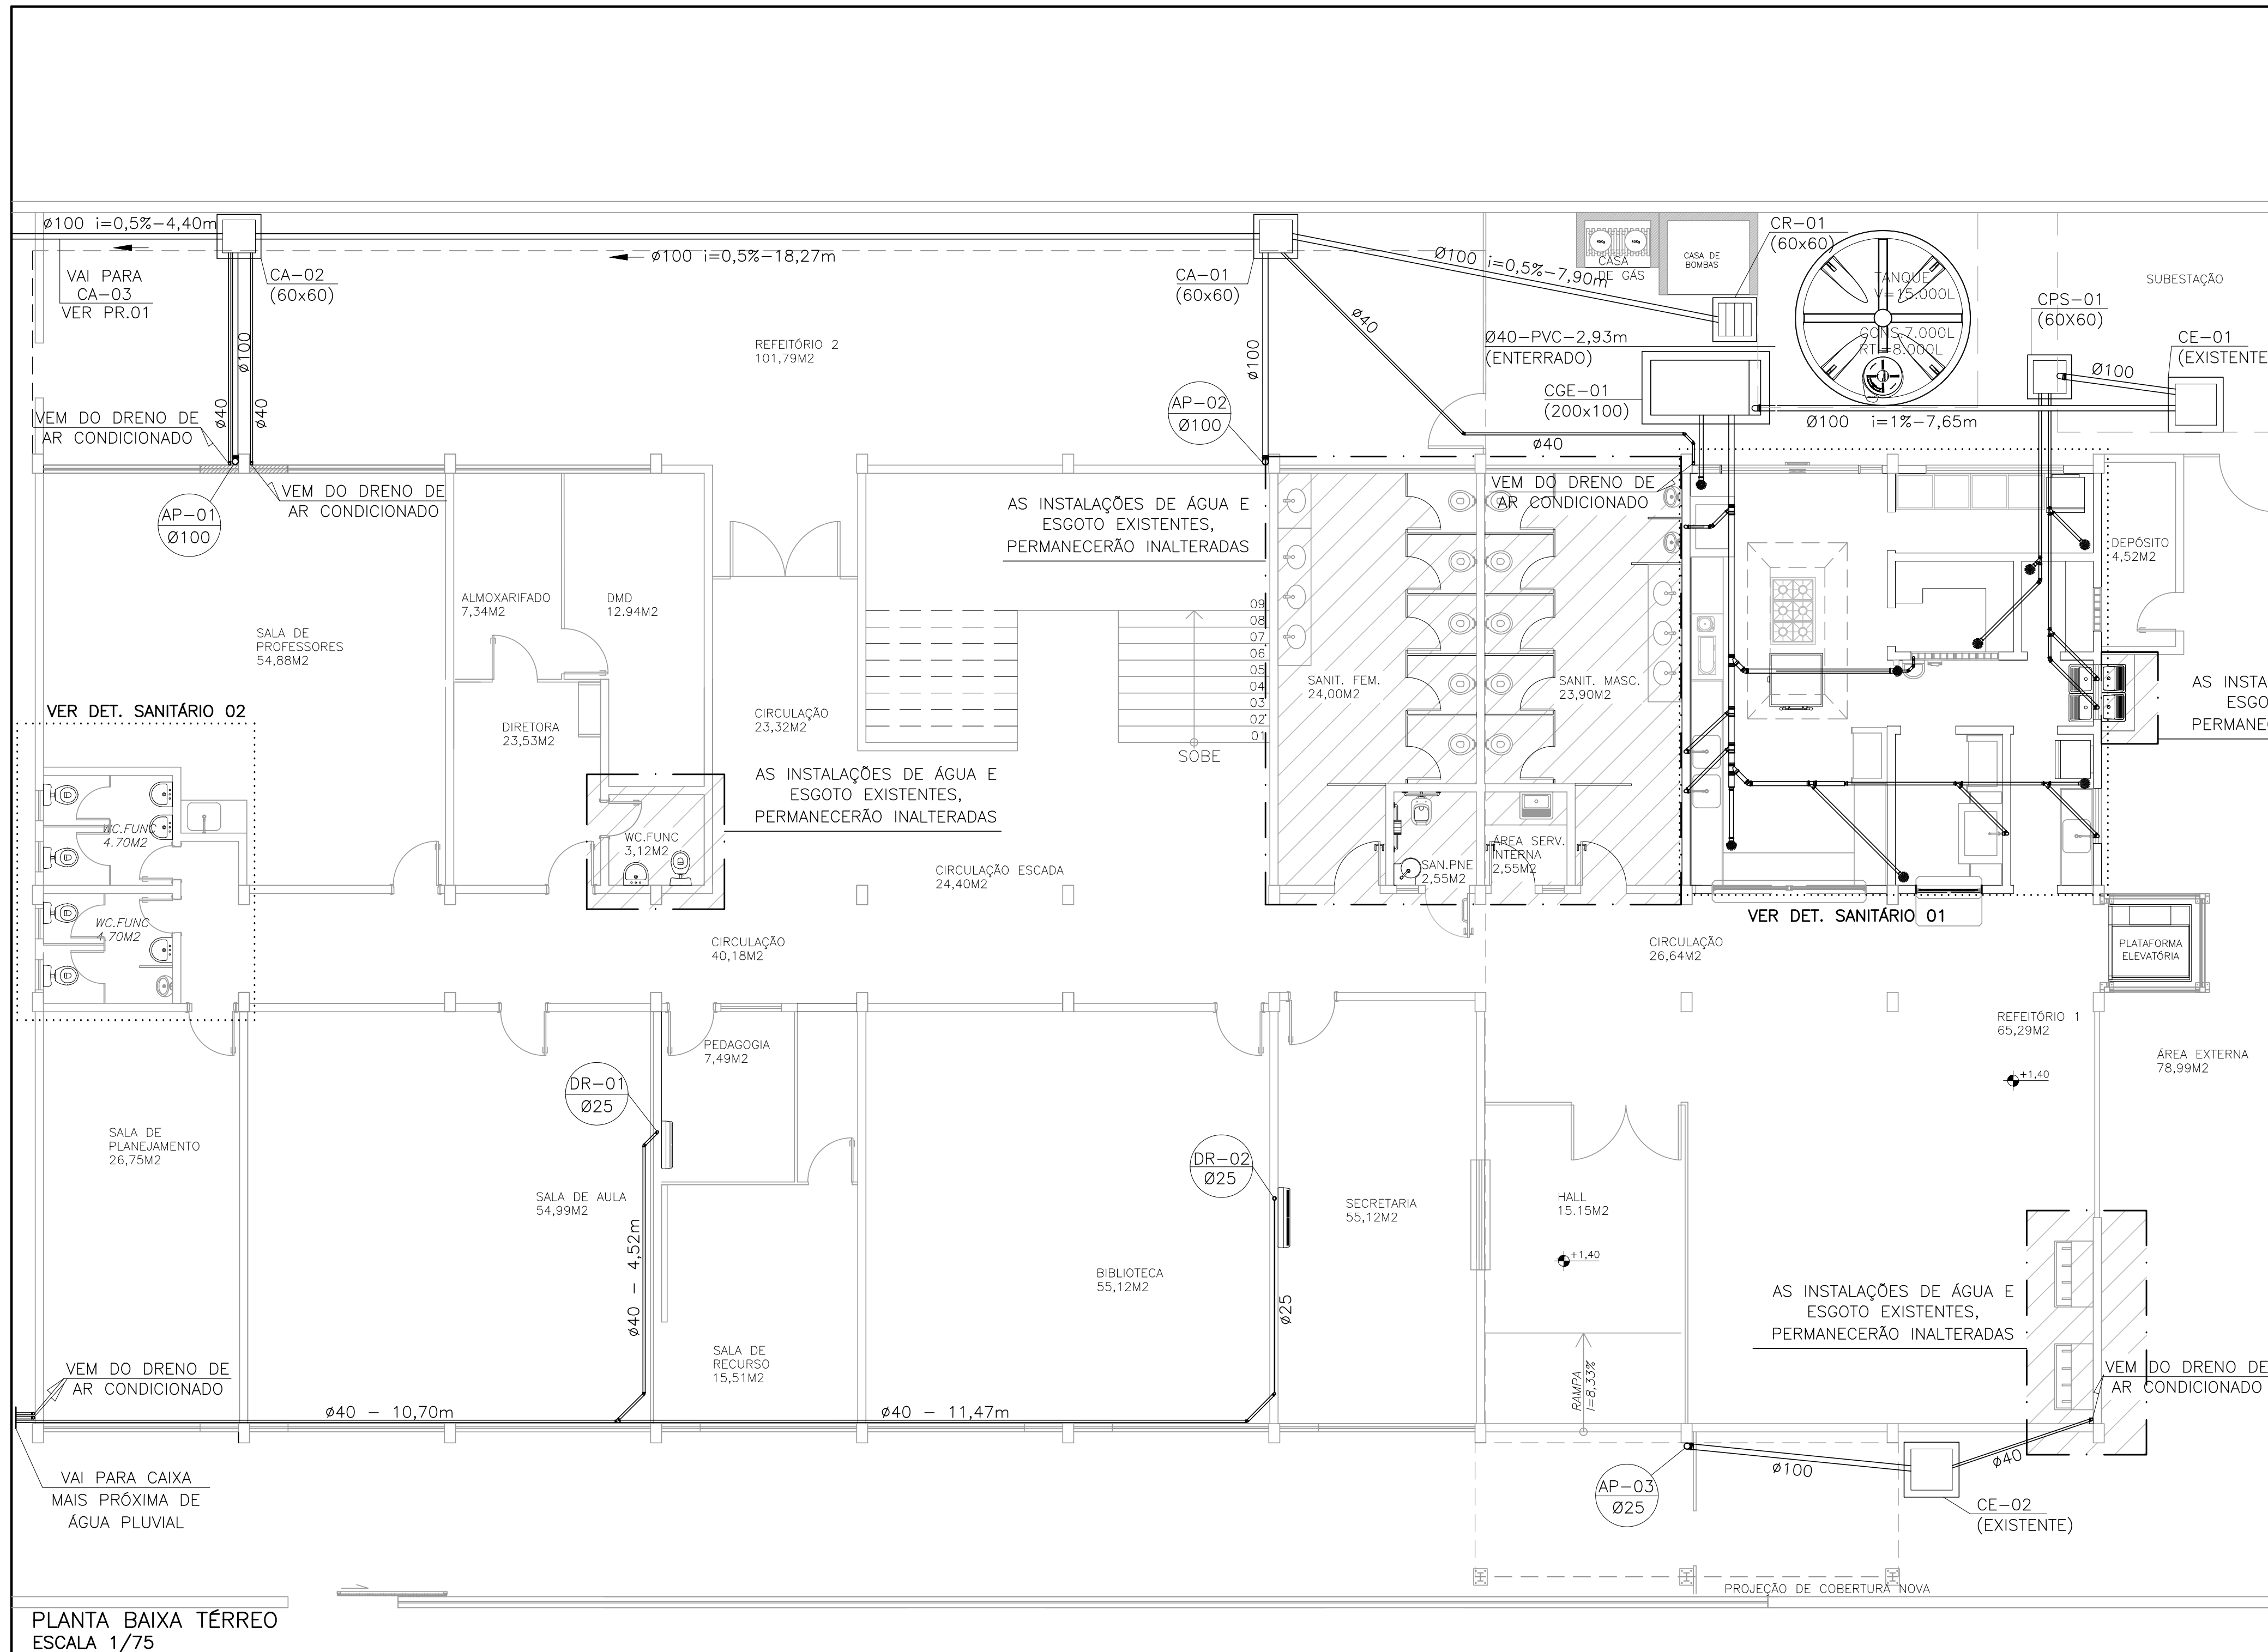 ø100 i=0,5%-4,40m
VAI PARA
CA-03
VER PR.01
CA-02
(60x60)
ø100 i=0,5%-18,27m
REFEITÓRIO 2
101,79M2
CA-01
(60x60)
Ø100 i=0,5%-7,90m
CASA
DE GÁS
CASA DE
BOMBAS
CR-01
(60x60)
TANQUE
V=15.000L
CONS.7.000L
SUBESTAÇÃO
CPS-01
(60X60)
CE-01
(EXISTENTE
Ø100
Ø40-PVC-2,93m
(ENTERRADO)
CGE-01
(200x100)
Ø100 i=1%-7,65m
ø40
ø40
ø100
ø40
ø40
ø100
VEM DO DRENO DE
AR CONDICIONADO
VEM DO DRENO DE
AR CONDICIONADO
AP-01
Ø100
AP-02
Ø100
AS INSTALAÇÕES DE ÁGUA E
ESGOTO EXISTENTES,
PERMANECERÃO INALTERADAS
VEM DO DRENO DE
AR CONDICIONADO
DEPÓSITO
4,52M2
ALMOXARIFADO
7,34M2
DMD
12.94M2
SALA DE
PROFESSORES
54,88M2
09
08
07
06
05
04
03
02
01
SOBE
SANIT. FEM.
24,00M2
SANIT. MASC.
23,90M2
AS INSTA
ESGO
PERMANE
VER DET. SANITÁRIO 02
DIRETORA
23,53M2
CIRCULAÇÃO
23,32M2
AS INSTALAÇÕES DE ÁGUA E
ESGOTO EXISTENTES,
PERMANECERÃO INALTERADAS
WC.FUNC
4.70M2
WC.FUNC
3,12M2
CIRCULAÇÃO ESCADA
24,40M2
SAN.PNE
2,55M2
ÁREA SERV.
INTERNA
2,55M2
WC.FUNC
4.70M2
VER DET. SANITÁRIO 01
CIRCULAÇÃO
40,18M2
CIRCULAÇÃO
26,64M2
PLATAFORMA
ELEVATÓRIA
REFEITÓRIO 1
65,29M2
ÁREA EXTERNA
78,99M2
+1,40
PEDAGOGIA
7,49M2
DR-01
Ø25
SALA DE
PLANEJAMENTO
26,75M2
SALA DE AULA
54,99M2
DR-02
Ø25
SECRETARIA
55,12M2
HALL
15.15M2
+1,40
ø40 - 4,52m
BIBLIOTECA
55,12M2
ø25
AS INSTALAÇÕES DE ÁGUA E
ESGOTO EXISTENTES,
PERMANECERÃO INALTERADAS
SALA DE
RECURSO
15,51M2
RAMPA
I=8,33%
VEM DO DRENO DE
AR CONDICIONADO
VEM DO DRENO DE
AR CONDICIONADO
ø40 - 10,70m
ø40 - 11,47m
VAI PARA CAIXA
MAIS PRÓXIMA DE
ÁGUA PLUVIAL
AP-03
Ø25
ø100
ø40
CE-02
(EXISTENTE)
PROJEÇÃO DE COBERTURA NOVA
PLANTA BAIXA TÉRREO
ESCALA 1/75